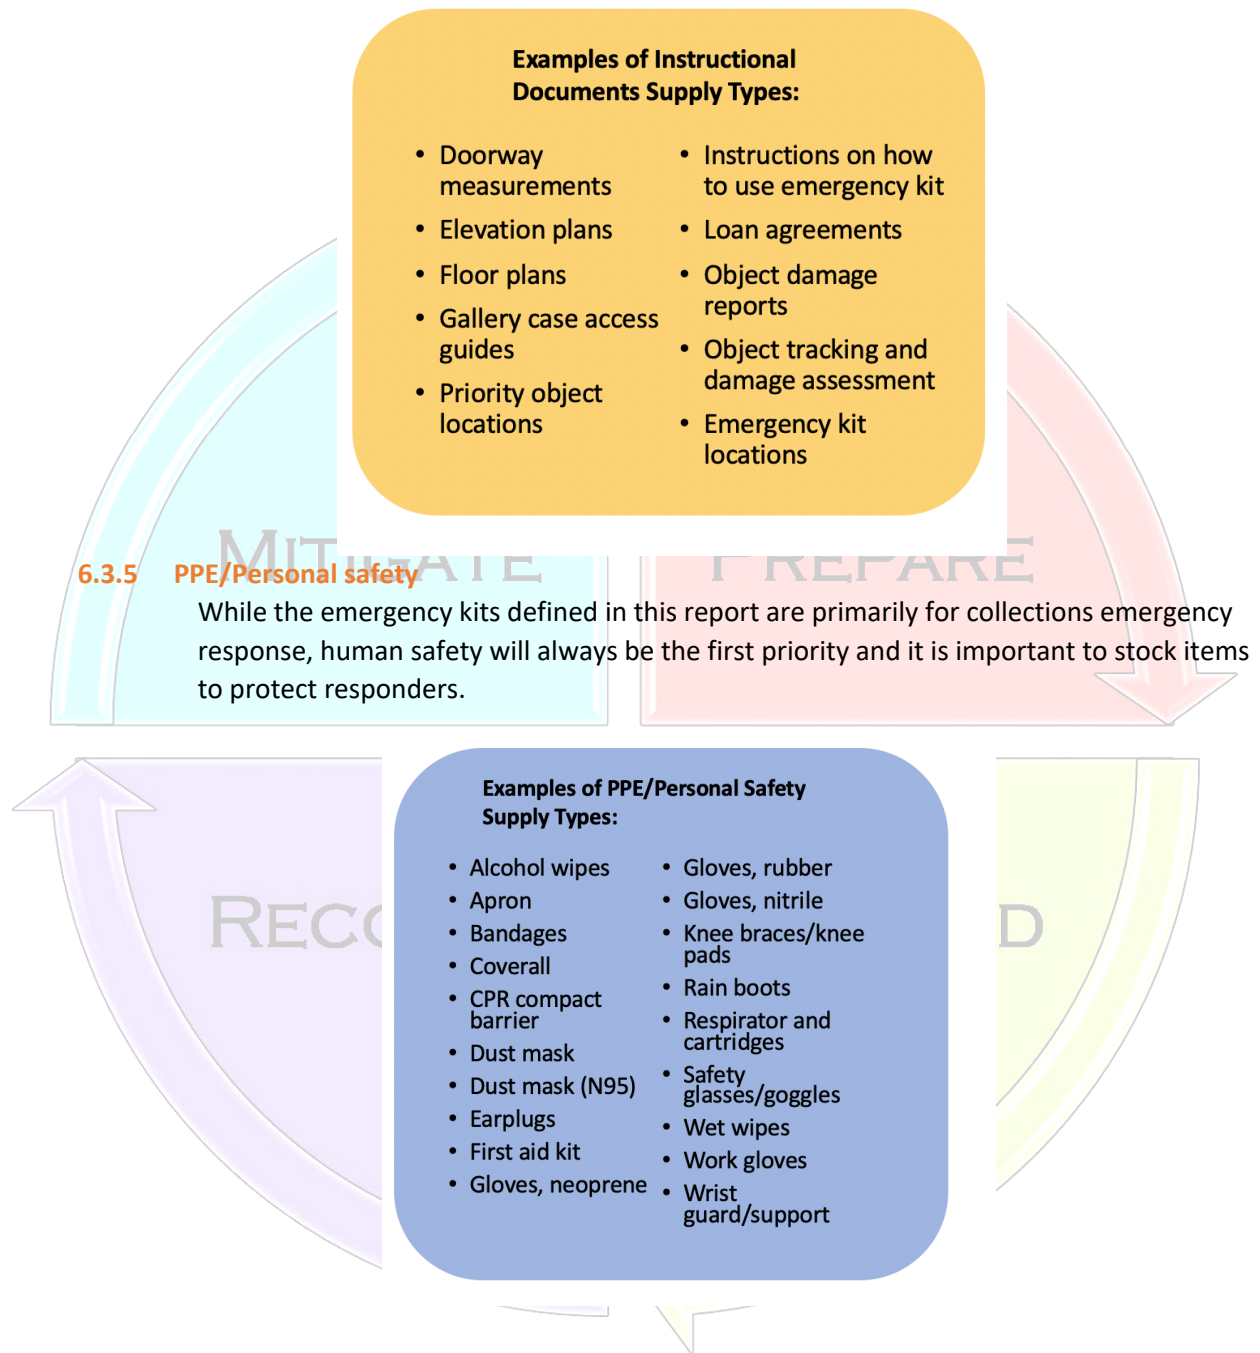 Examples of Instructional
Documents Supply Types:
• Doorway
measurements
• Elevation plans
• Floor plans
• Gallery case access
guides
• Priority object
locations
• Instructions on how
to use emergency kit
• Loan agreements
• Object damage
reports
• Object tracking and
damage assessment
• Emergency kit
locations
MITIGATE
PREPARE
6.3.5 PPE/Personal safety
While the emergency kits defined in this report are primarily for collections emergency
response, human safety will always be the first priority and it is important to stock items
to protect responders.
Examples of PPE/Personal Safety
Supply Types:
• Alcohol wipes
• Apron
• Bandages
• Coverall
• CPR compact
barrier
• Dust mask
• Dust mask (N95)
• Earplugs
• First aid kit
• Gloves, neoprene
• Gloves, rubber
• Gloves, nitrile
• Knee braces/knee
pads
• Rain boots
• Respirator and
cartridges
• Safety
glasses/goggles
• Wet wipes
• Work gloves
• Wrist
guard/support